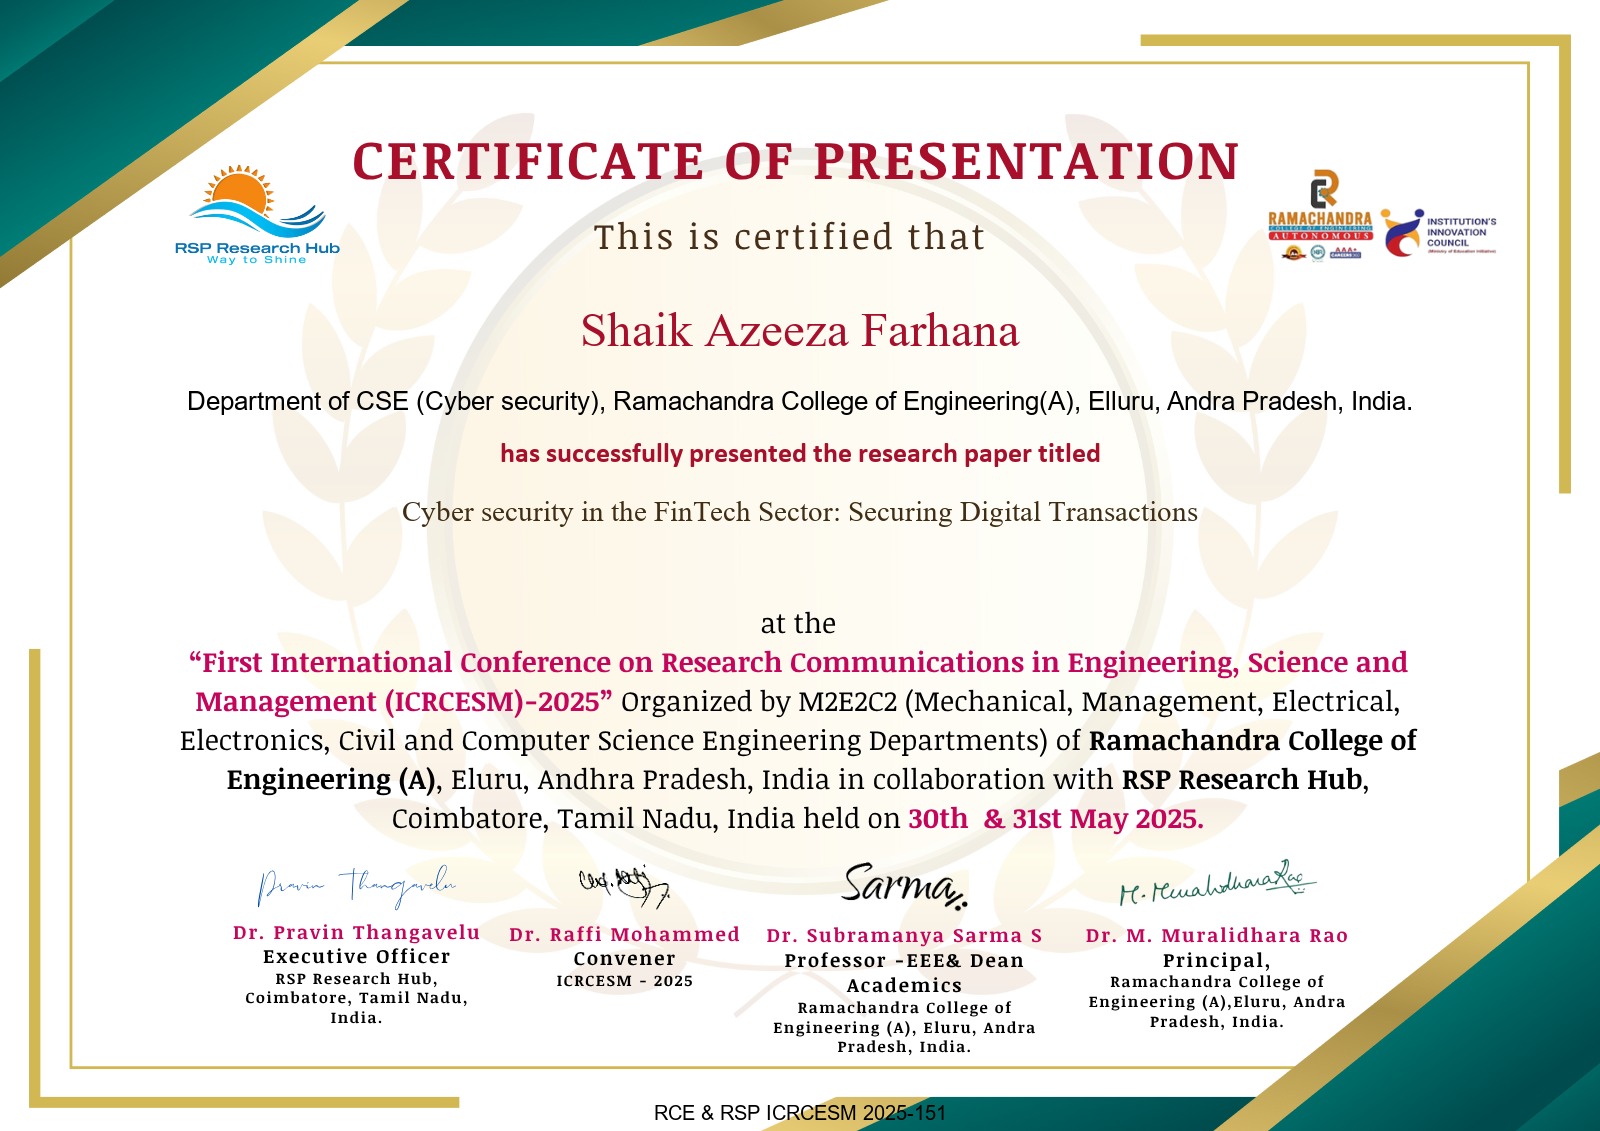 CERTIFICATE OF PRESENTATION
RSP Research Hub
Way to Shine
RAMACHANDRA
COLLEGE OF ENGINEERING
AUTONOMOUS
INSTITUTION'S
INNOVATION
COUNCIL
(Ministry of Education Initiative)
This is certified that
Shaik Azeeza Farhana
Department of CSE (Cyber security), Ramachandra College of Engineering(A), Elluru, Andra Pradesh, India.
has successfully presented the research paper titled
Cyber security in the FinTech Sector: Securing Digital Transactions
at the
“First International Conference on Research Communications in Engineering, Science and
Management (ICRCESM)-2025” Organized by M2E2C2 (Mechanical, Management, Electrical,
Electronics, Civil and Computer Science Engineering Departments) of Ramachandra College of
Engineering (A), Eluru, Andhra Pradesh, India in collaboration with RSP Research Hub,
Coimbatore, Tamil Nadu, India held on 30th & 31st May 2025.
Pravin Thangavelu
Sarma
M. Muralidhara Rao
Dr. Pravin Thangavelu
Executive Officer
RSP Research Hub,
Coimbatore, Tamil Nadu,
India.
Dr. Raffi Mohammed
Convener
ICRCESM - 2025
Dr. Subramanya Sarma S
Professor -EEE& Dean
Academics
Ramachandra College of
Engineering (A), Eluru, Andra
Pradesh, India.
Dr. M. Muralidhara Rao
Principal,
Ramachandra College of
Engineering (A),Eluru, Andra
Pradesh, India.
RCE & RSP ICRCESM 2025-151